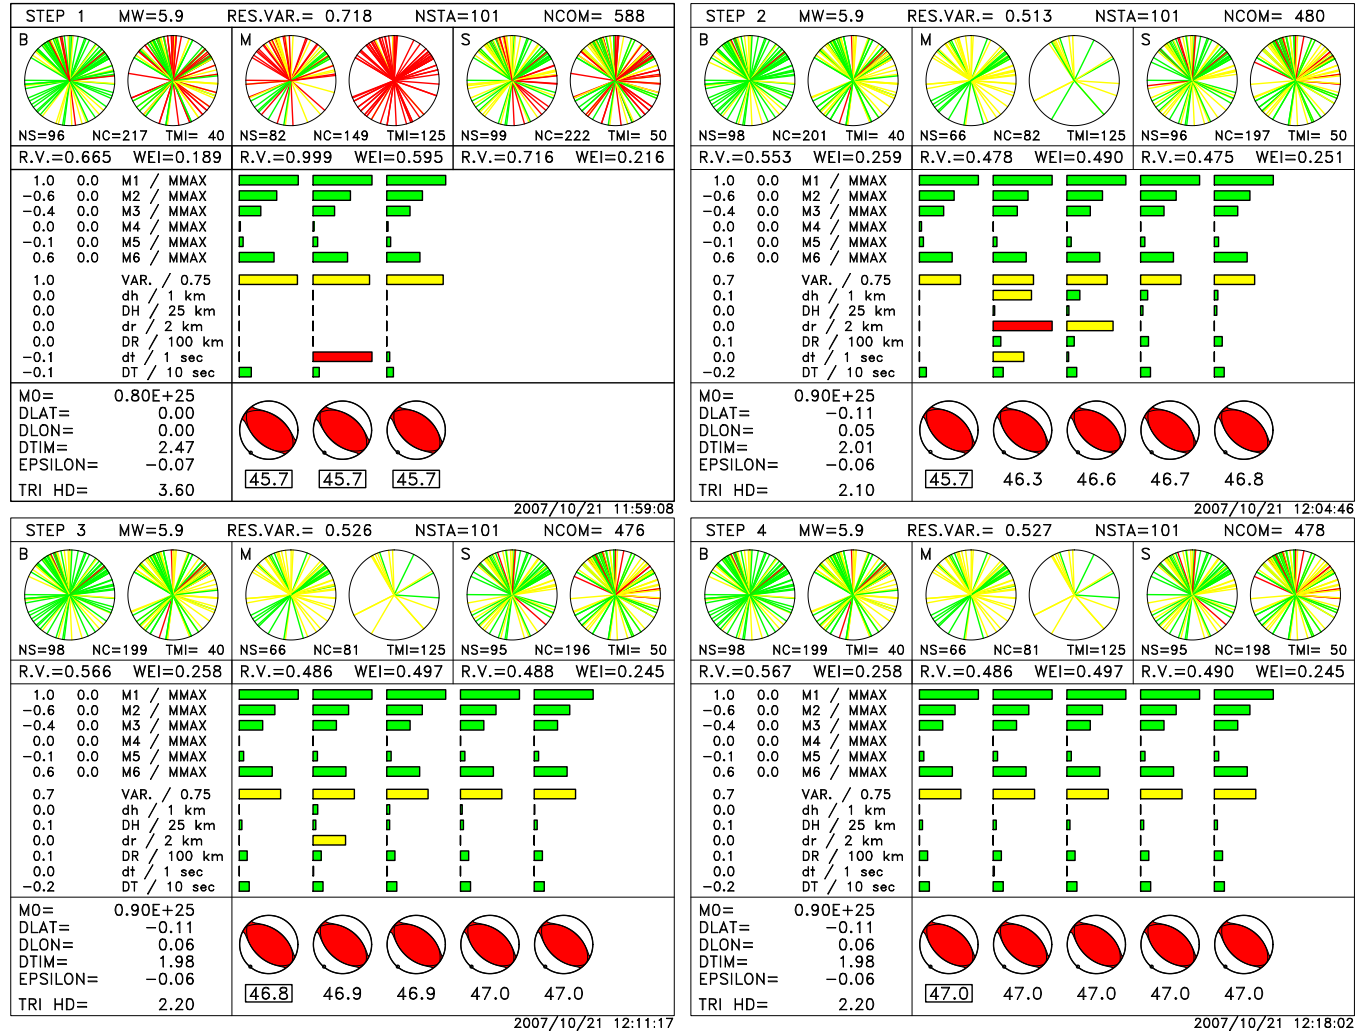 STEP 1 MW=5.9 RES.VAR.= 0.718 NSTA=101 NCOM= 588
B M S
NS=96 NC=217 TMI= 40 NS=82 NC=149 TMI=125 NS=99 NC=222 TMI= 50
R.V.=0.665 WEI=0.189 R.V.=0.999 WEI=0.595 R.V.=0.716 WEI=0.216
1.0 0.0 M1 / MMAX
-0.6 0.0 M2 / MMAX
-0.4 0.0 M3 / MMAX
0.0 0.0 M4 / MMAX
-0.1 0.0 M5 / MMAX
0.6 0.0 M6 / MMAX
1.0 VAR. / 0.75
0.0 dh / 1 km
0.0 DH / 25 km
0.0 dr / 2 km
0.0 DR / 100 km
-0.1 dt / 1 sec
-0.1 DT / 10 sec
M0= 0.80E+25
DLAT= 0.00
DLON= 0.00
DTIM= 2.47
EPSILON= -0.07
TRI HD= 3.60
45.7 45.7 45.7
2007/10/21 11:59:08
STEP 2 MW=5.9 RES.VAR.= 0.513 NSTA=101 NCOM= 480
B M S
NS=98 NC=201 TMI= 40 NS=66 NC=82 TMI=125 NS=96 NC=197 TMI= 50
R.V.=0.553 WEI=0.259 R.V.=0.478 WEI=0.490 R.V.=0.475 WEI=0.251
1.0 0.0 M1 / MMAX
-0.6 0.0 M2 / MMAX
-0.4 0.0 M3 / MMAX
0.0 0.0 M4 / MMAX
-0.1 0.0 M5 / MMAX
0.6 0.0 M6 / MMAX
0.7 VAR. / 0.75
0.1 dh / 1 km
0.0 DH / 25 km
0.0 dr / 2 km
0.1 DR / 100 km
0.0 dt / 1 sec
-0.2 DT / 10 sec
M0= 0.90E+25
DLAT= -0.11
DLON= 0.05
DTIM= 2.01
EPSILON= -0.06
TRI HD= 2.10
45.7 46.3 46.6 46.7 46.8
2007/10/21 12:04:46
STEP 3 MW=5.9 RES.VAR.= 0.526 NSTA=101 NCOM= 476
B M S
NS=98 NC=199 TMI= 40 NS=66 NC=81 TMI=125 NS=95 NC=196 TMI= 50
R.V.=0.566 WEI=0.258 R.V.=0.486 WEI=0.497 R.V.=0.488 WEI=0.245
1.0 0.0 M1 / MMAX
-0.6 0.0 M2 / MMAX
-0.4 0.0 M3 / MMAX
0.0 0.0 M4 / MMAX
-0.1 0.0 M5 / MMAX
0.6 0.0 M6 / MMAX
0.7 VAR. / 0.75
0.0 dh / 1 km
0.1 DH / 25 km
0.0 dr / 2 km
0.1 DR / 100 km
0.0 dt / 1 sec
-0.2 DT / 10 sec
M0= 0.90E+25
DLAT= -0.11
DLON= 0.06
DTIM= 1.98
EPSILON= -0.06
TRI HD= 2.20
46.8 46.9 46.9 47.0 47.0
2007/10/21 12:11:17
STEP 4 MW=5.9 RES.VAR.= 0.527 NSTA=101 NCOM= 478
B M S
NS=98 NC=199 TMI= 40 NS=66 NC=81 TMI=125 NS=95 NC=198 TMI= 50
R.V.=0.567 WEI=0.258 R.V.=0.486 WEI=0.497 R.V.=0.490 WEI=0.245
1.0 0.0 M1 / MMAX
-0.6 0.0 M2 / MMAX
-0.4 0.0 M3 / MMAX
0.0 0.0 M4 / MMAX
-0.1 0.0 M5 / MMAX
0.6 0.0 M6 / MMAX
0.7 VAR. / 0.75
0.0 dh / 1 km
0.1 DH / 25 km
0.0 dr / 2 km
0.1 DR / 100 km
0.0 dt / 1 sec
-0.2 DT / 10 sec
M0= 0.90E+25
DLAT= -0.11
DLON= 0.06
DTIM= 1.98
EPSILON= -0.06
TRI HD= 2.20
47.0 47.0 47.0 47.0 47.0
2007/10/21 12:18:02